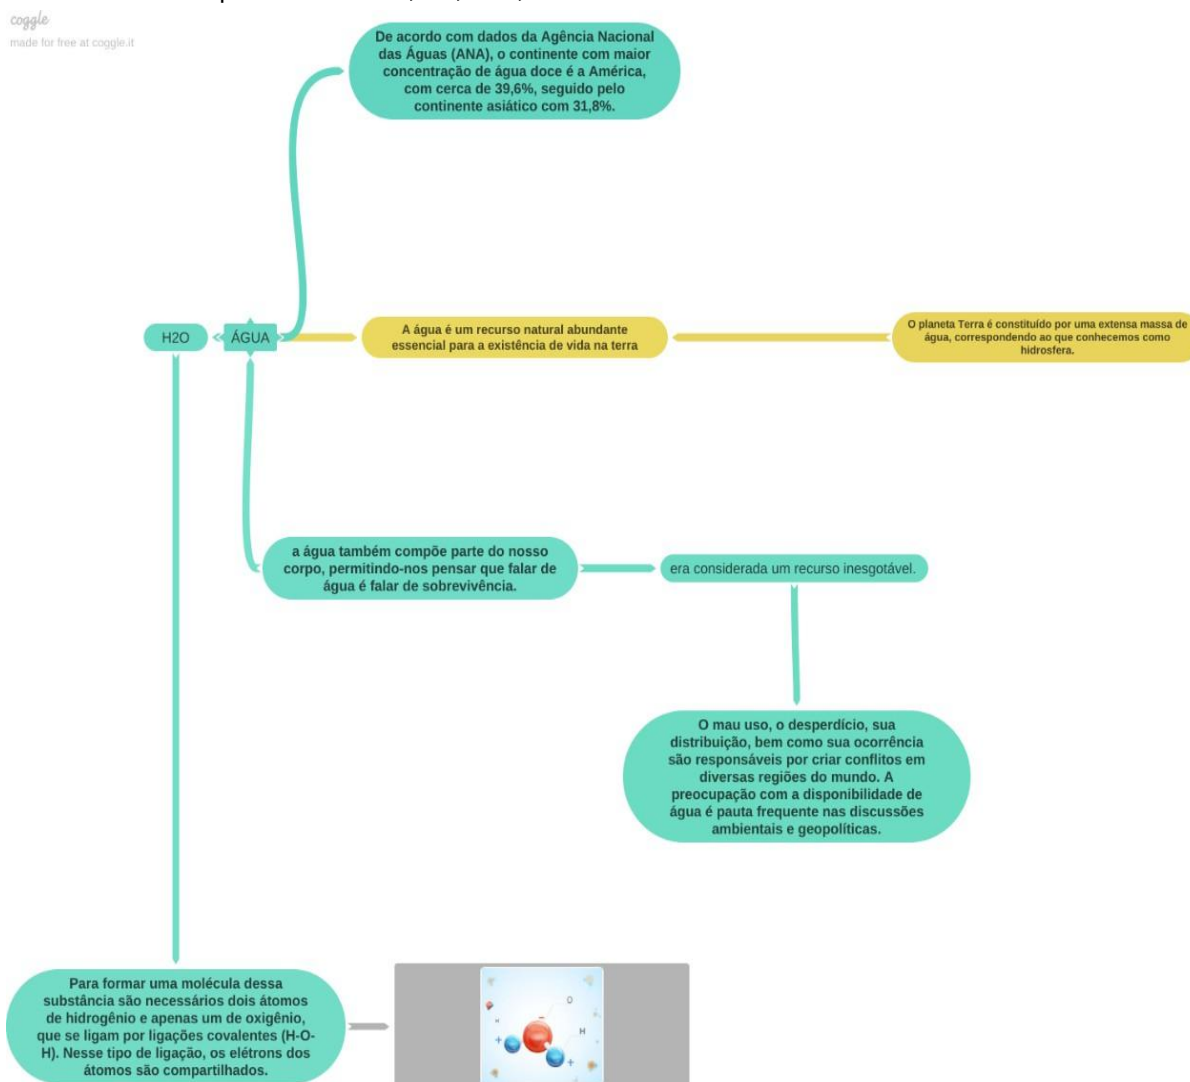 coggle
made for free at coggle.it
De acordo com dados da Agência Nacional
das Águas (ANA), o continente com maior
concentração de água doce é a América,
com cerca de 39,6%, seguido pelo
continente asiático com 31,8%.
H2O
ÁGUA
A água é um recurso natural abundante
essencial para a existência de vida na terra
O planeta Terra é constituído por uma extensa massa de
água, correspondendo ao que conhecemos como
hidrosfera.
a água também compõe parte do nosso
corpo, permitindo-nos pensar que falar de
água é falar de sobrevivência.
era considerada um recurso inesgotável.
O mau uso, o desperdício, sua
distribuição, bem como sua ocorrência
são responsáveis por criar conflitos em
diversas regiões do mundo. A
preocupação com a disponibilidade de
água é pauta frequente nas discussões
ambientais e geopolíticas.
Para formar uma molécula dessa
substância são necessários dois átomos
de hidrogênio e apenas um de oxigênio,
que se ligam por ligações covalentes (H-O-
H). Nesse tipo de ligação, os elétrons dos
átomos são compartilhados.
O
H
+
+